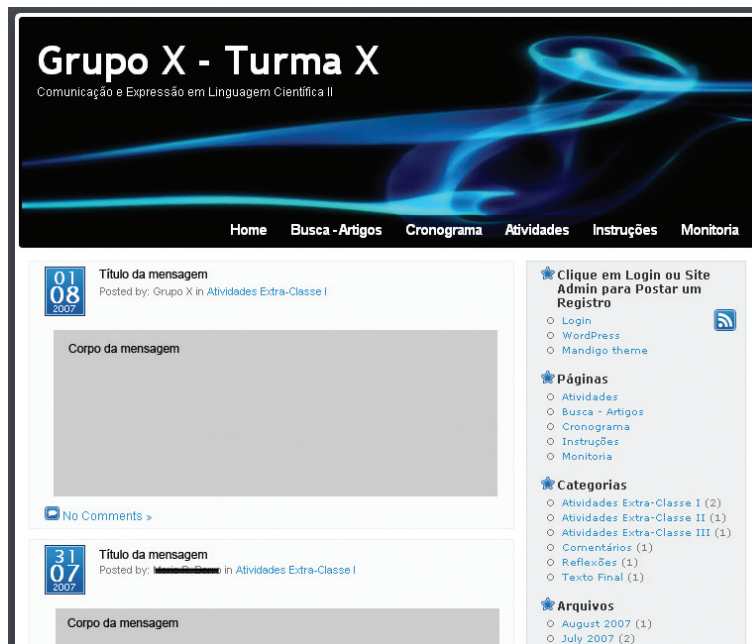 Grupo X - Turma X
Comunicação e Expressão em Linguagem Científica II
Home Busca - Artigos Cronograma Atividades Instruções Monitoria
01
08
2007
Título da mensagem
Posted by: Grupo X in Atividades Extra-Classe I
Corpo da mensagem
No Comments »
31
07
2007
Título da mensagem
Posted by: in Atividades Extra-Classe I
Corpo da mensagem
Clique em Login ou Site
Admin para Postar um
Registro
Login
WordPress
Mandigo theme
Páginas
Atividades
Busca - Artigos
Cronograma
Instruções
Monitoria
Categorias
Atividades Extra-Classe I (2)
Atividades Extra-Classe II (1)
Atividades Extra-Classe III (1)
Comentários (1)
Reflexões (1)
Texto Final (1)
Arquivos
August 2007 (1)
July 2007 (2)